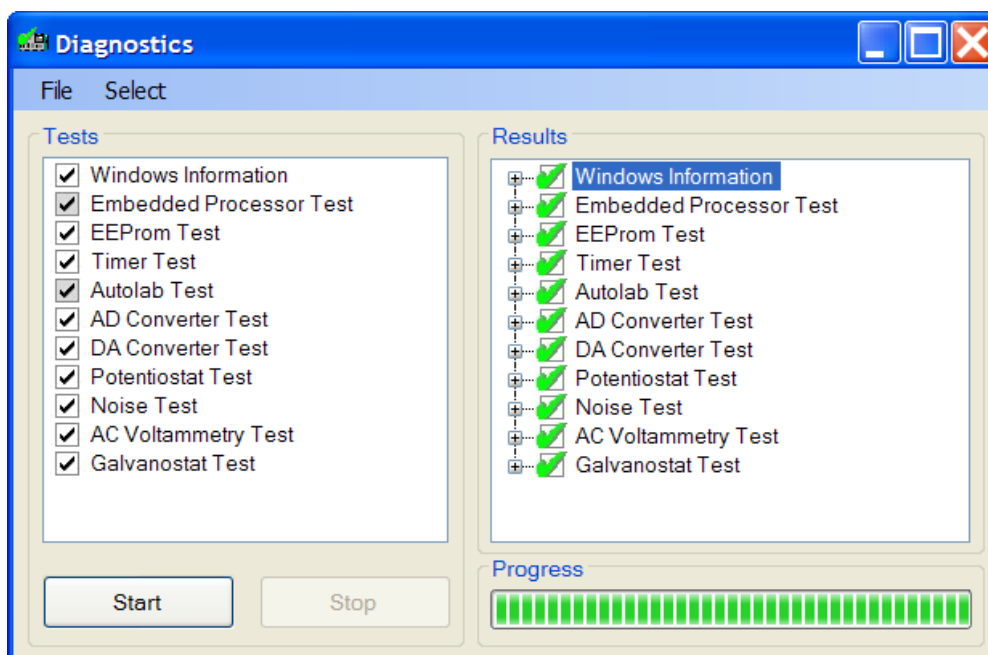 Diagnostics
File Select
Tests
Windows Information
Embedded Processor Test
EEProm Test
Timer Test
Autolab Test
AD Converter Test
DA Converter Test
Potentiostat Test
Noise Test
AC Voltammetry Test
Galvanostat Test
Start
Stop
Results
Windows Information
Embedded Processor Test
EEProm Test
Timer Test
Autolab Test
AD Converter Test
DA Converter Test
Potentiostat Test
Noise Test
AC Voltammetry Test
Galvanostat Test
Progress